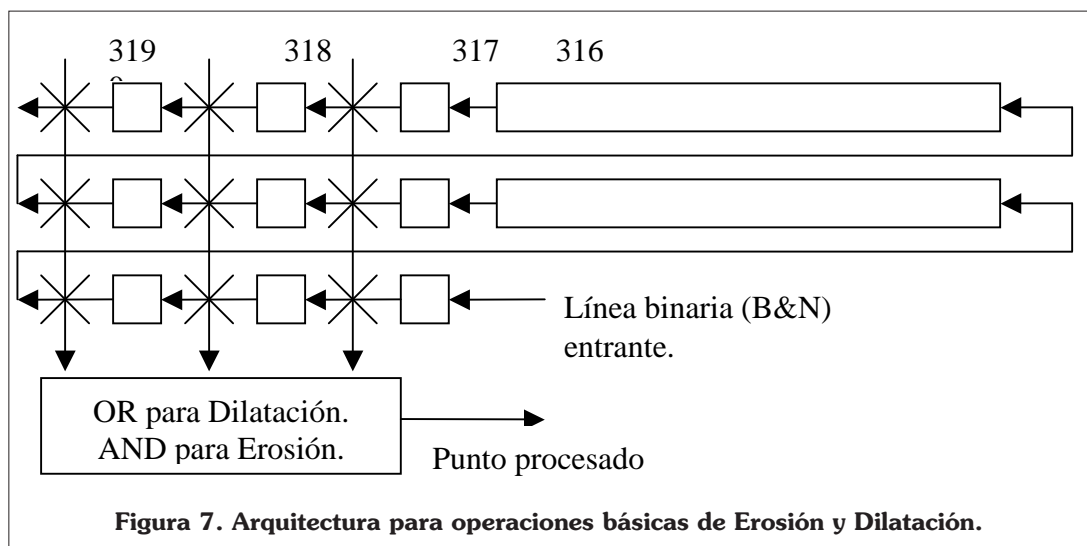 319 318 317 316
Línea binaria (B&N)
entrante.
OR para Dilatación.
AND para Erosión.
Punto procesado
Figura 7. Arquitectura para operaciones básicas de Erosión y Dilatación.